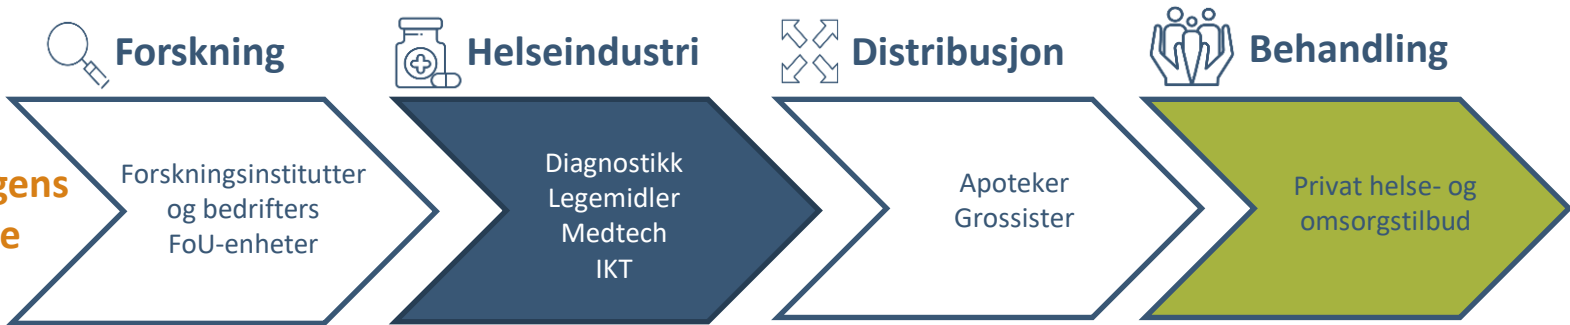 Forskning
Helseindustri
Distribusjon
Behandling
gens
e
Forskningsinstitutter
og bedrifters
FoU-enheter
Diagnostikk
Legemidler
Medtech
IKT
Apoteker
Grossister
Privat helse- og
omsorgstilbud